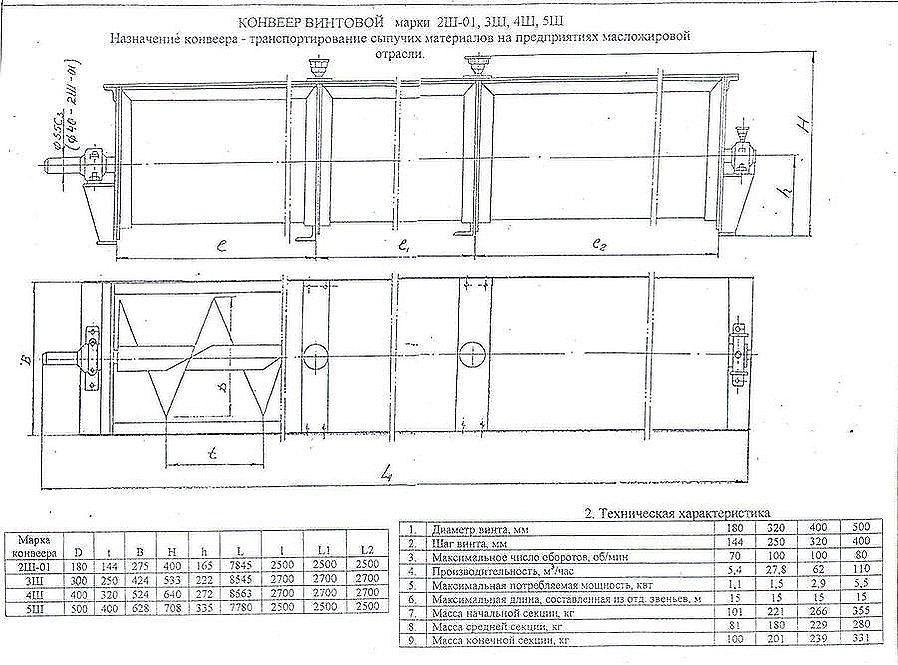 КОНВЕЕР ВИНТОВОЙ марки 2Ш-01, 3Ш, 4Ш, 5Ш
Назначение конвеера - транспортирование сыпучих материалов на предприятиях масложировой
отрасли.
(ф40-2Ш-01)
H
h
ℓ
ℓ1
ℓ2
B
D
t
L1
Марка конвеера D t B H h L l L1 L2
2Ш-01 180 144 275 400 165 7845 2500 2500 2500
3Ш 300 250 424 533 222 8545 2700 2700 2700
4Ш 400 320 524 640 272 8663 2700 2700 2700
5Ш 500 400 628 708 335 7780 2500 2500 2500
2. Техническая характеристика
1. Диаметр винта, мм 180 320 400 500
2. Шаг винта, мм 144 250 320 400
3. Максимальное число оборотов, об/мин 70 100 100 80
4. Производительность, м³/час 5,4 27,8 62 110
5. Максимальная потребляемая мощность, квт 1,1 1,5 2,9 5,5
6. Максимальная длина, составленная из отд. звеньев, м 15 15 15 15
7. Масса начальной секции, кг 101 221 266 355
8. Масса средней секции, кг 81 180 229 280
9. Масса конечной секции, кг 100 201 239 331